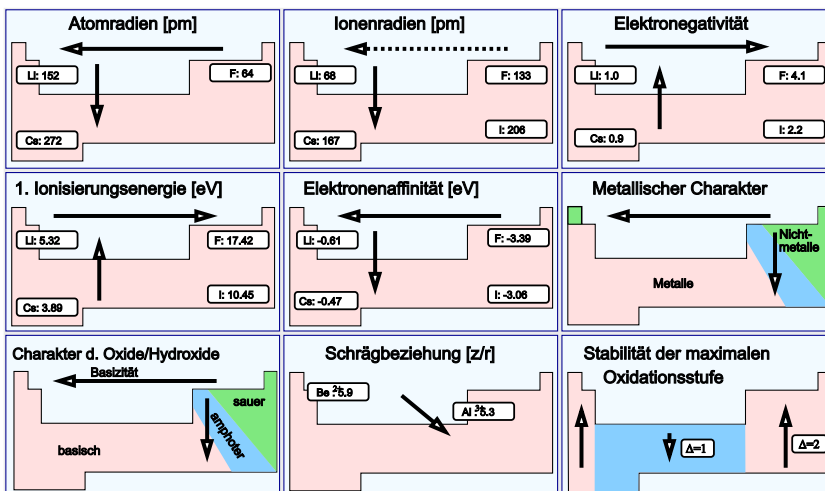 Atomradien [pm]
Li: 152
F: 64
Cs: 272
Ionenradien [pm]
Li: 68
F: 133
I: 206
Cs: 167
Elektronegativität
Li: 1.0
F: 4.1
I: 2.2
Cs: 0.9
1. Ionisierungsenergie [eV]
Li: 5.32
F: 17.42
I: 10.45
Cs: 3.89
Elektronenaffinität [eV]
Li: -0.61
F: -3.39
I: -3.06
Cs: -0.47
Metallischer Charakter
Nicht-
metalle
Metalle
Charakter d. Oxide/Hydroxide
Basizität
sauer
amphoter
basisch
Schrägbeziehung [z/r]
Be 2+: 5.9
Al 3+: 5.3
Stabilität der maximalen
Oxidationsstufe
Δ=1
Δ=2